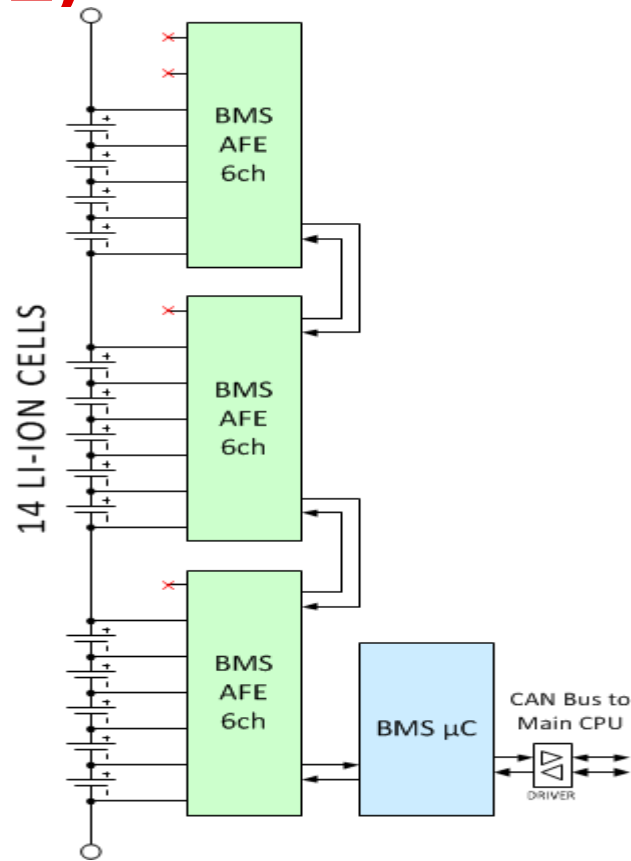 BMS
AFE
6ch
14 LI-ION CELLS
BMS
AFE
6ch
BMS
AFE
6ch
BMS µC
CAN Bus to
Main CPU
DRIVER